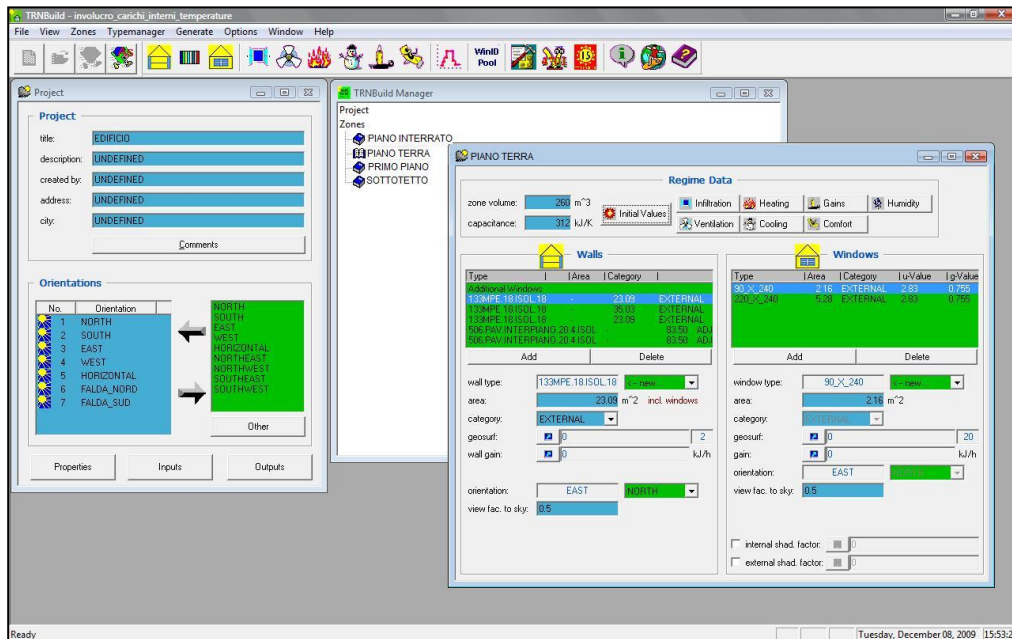 TRNBuild - involucro_carichi_interni_temperature
File View Zones Typemanager Generate Options Window Help
WinID
Pool
Project
Project
title: EDIFICIO
description: UNDEFINED
created by: UNDEFINED
address: UNDEFINED
city: UNDEFINED
Comments
Orientations
No. Orientation
1 NORTH
2 SOUTH
3 EAST
4 WEST
5 HORIZONTAL
6 FALDA_NORD
7 FALDA_SUD
NORTH
SOUTH
EAST
WEST
HORIZONTAL
NORTHEAST
NORTHWEST
SOUTHEAST
SOUTHWEST
Other
Properties Inputs Outputs
TRNBuild Manager
Project
Zones
PIANO INTERRATO
PIANO TERRA
PRIMO PIANO
SOTTOTETTO
PIANO TERRA
Regime Data
zone volume: 260 m^3
capacitance: 312 kJ/K
Initial Values
Infiltration Heating Gains Humidity
Ventilation Cooling Comfort
Walls
Type | | Area | Category |
Additional Windows
133MPE.18.ISOL.18 - 23.09 EXTERNAL
133MPE.18.ISOL.18 - 35.03 EXTERNAL
133MPE.18.ISOL.18 - 23.09 EXTERNAL
506.PAV.INTERPIANO.20.4.ISOL - 83.50 ADJ
506.PAV.INTERPIANO.20.4.ISOL - 83.50 ADJ
Add Delete
wall type: 133MPE.18.ISOL.18 <-- new
area: 23.09 m^2 incl. windows
category: EXTERNAL
geosurf: 0 2
wall gain: 0 kJ/h
orientation: EAST NORTH
view fac. to sky: 0.5
Windows
Type | Area | Category | u-Value | g-Value
90_X_240 2.16 EXTERNAL 2.83 0.755
220_X_240 5.28 EXTERNAL 2.83 0.755
Add Delete
window type: 90_X_240 <-- new
area: 2.16 m^2
category: EXTERNAL
geosurf: 0 20
gain: 0 kJ/h
orientation: EAST NORTH
view fac. to sky: 0.5
internal shad. factor: 0
external shad. factor: 0
Ready
Tuesday, December 08, 2009 15:53:2